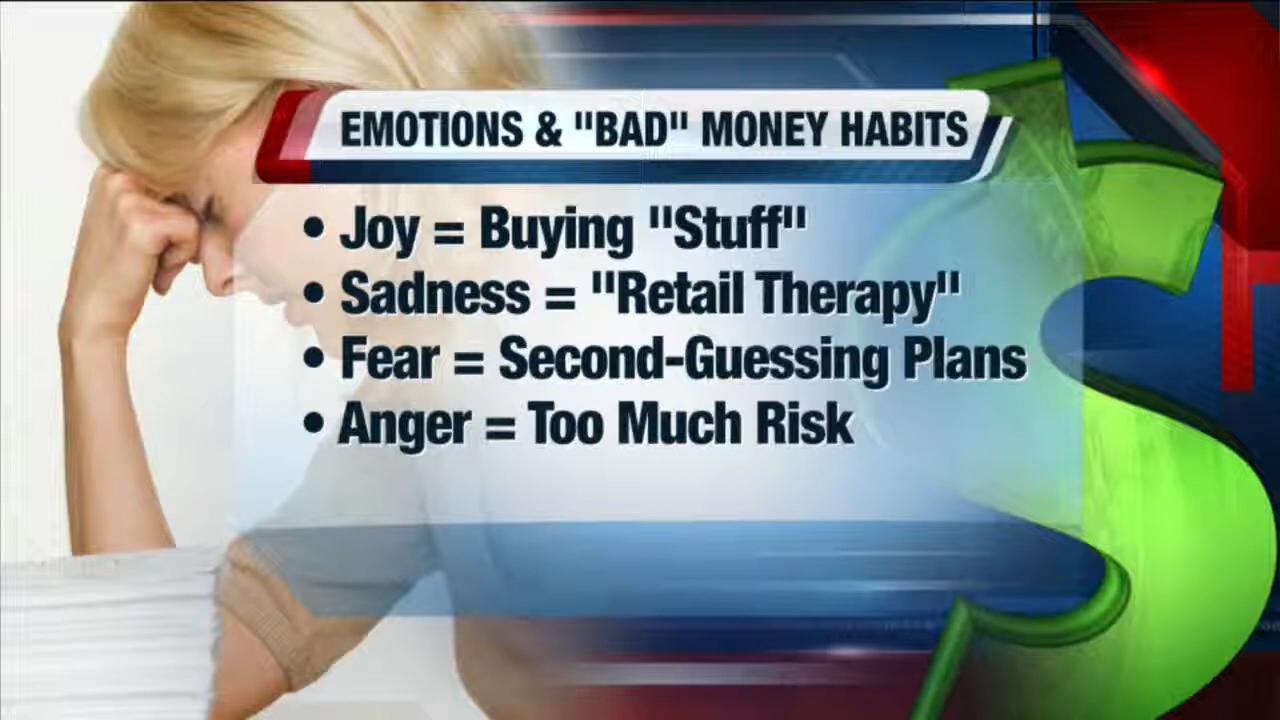 EMOTIONS & "BAD" MONEY HABITS
• Joy = Buying "Stuff"
• Sadness = "Retail Therapy"
• Fear = Second-Guessing Plans
• Anger = Too Much Risk